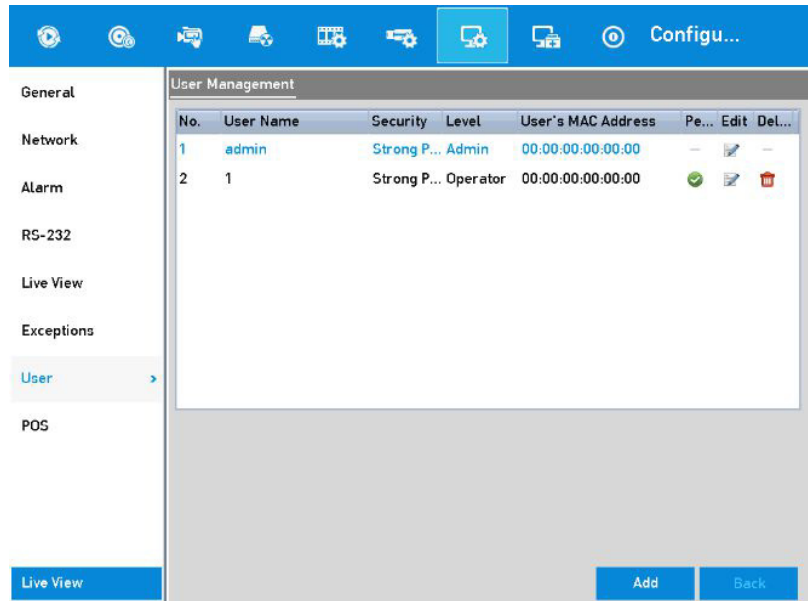 Configu...
General
Network
Alarm
RS-232
Live View
Exceptions
User >
POS
Live View
User Management
No. User Name Security Level User's MAC Address Pe... Edit Del...
1 admin Strong P... Admin 00:00:00:00:00:00 — —
2 1 Strong P... Operator 00:00:00:00:00:00
Add Back